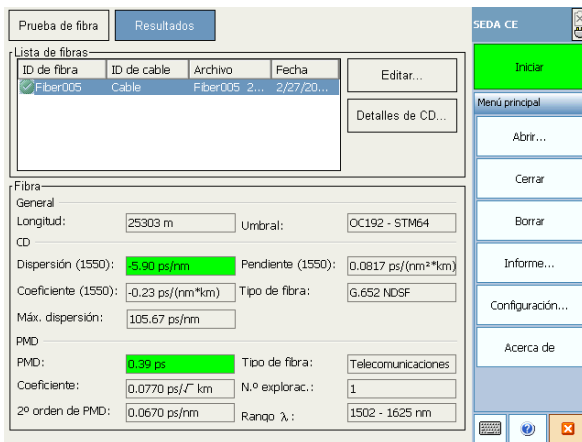 Prueba de fibra Resultados SEDA CE
Lista de fibras
ID de fibra ID de cable Archivo Fecha
Fiber005 Cable Fiber005 2... 2/27/20...
Editar...
Detalles de CD...
Fibra
General
Longitud: 25303 m Umbral: OC192 - STM64
CD
Dispersión (1550): -5.90 ps/nm Pendiente (1550): 0.0817 ps/(nm²*km)
Coeficiente (1550): -0.23 ps/(nm*km) Tipo de fibra: G.652 NDSF
Máx. dispersión: 105.67 ps/nm
PMD
PMD: 0.39 ps Tipo de fibra: Telecomunicaciones
Coeficiente: 0.0770 ps/√ km N.º explorac.: 1
2º orden de PMD: 0.0670 ps/nm Rango λ.: 1502 - 1625 nm
Iniciar
Menú principal
Abrir...
Cerrar
Borrar
Informe...
Configuración...
Acerca de